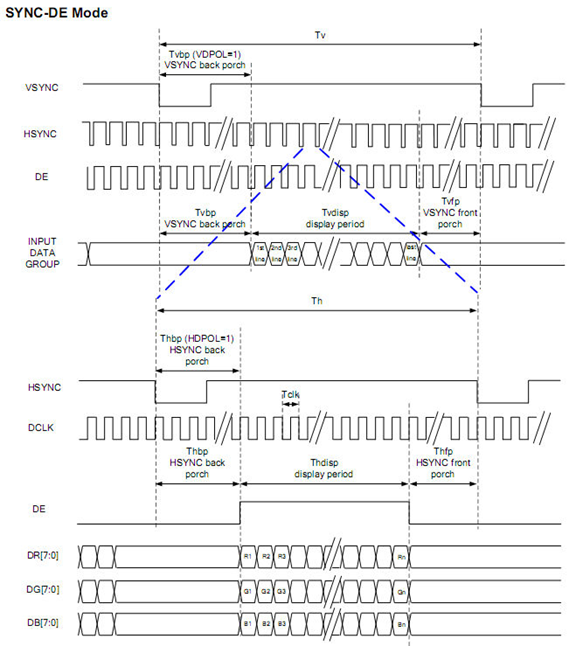 SYNC-DE Mode
Tv
Tvbp (VDPOL=1)
VSYNC back porch
VSYNC
HSYNC
DE
Tvbp
VSYNC back porch
Tvdisp
display period
Tvfp
VSYNC front
porch
INPUT
DATA
GROUP
1st
line
2nd
line
3rd
line
last
line
Th
Thbp (HDPOL=1)
HSYNC back
porch
HSYNC
Tclk
DCLK
Thbp
HSYNC back
porch
Thdisp
display period
Thfp
HSYNC front
porch
DE
DR[7:0] R1 R2 R3 Rn
DG[7:0] G1 G2 G3 Gn
DB[7:0] B1 B2 B3 Bn